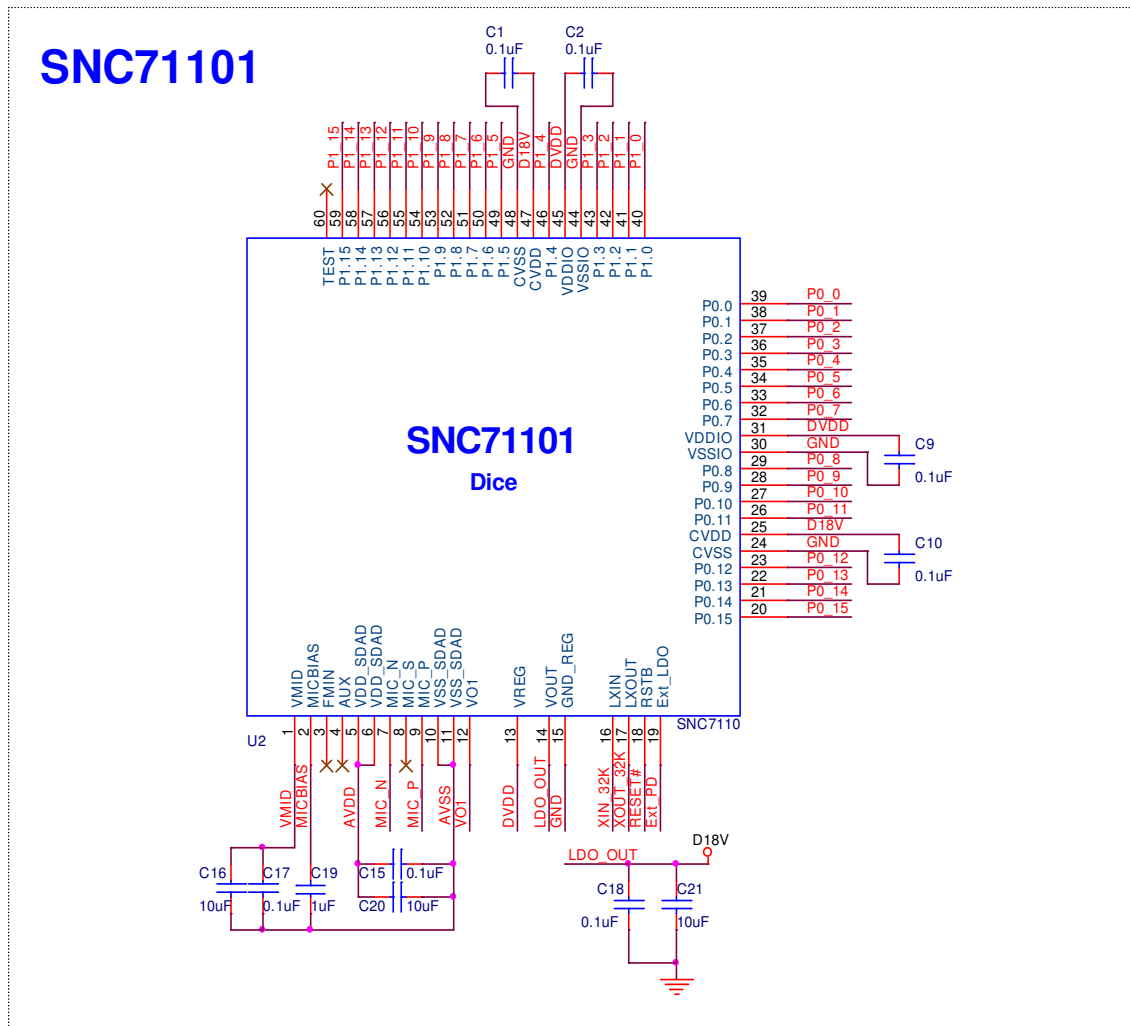 SNC71101
C1
0.1uF
C2
0.1uF
P1_15
P1_14
P1_13
P1_12
P1_11
P1_10
P1_9
P1_8
P1_7
P1_6
P1_5
GND
D18V
P1_4
DVDD
GND
P1_3
P1_2
P1_1
P1_0
60
59
58
57
56
55
54
53
52
51
50
49
48
47
46
45
44
43
42
41
40
TEST
P1.15
P1.14
P1.13
P1.12
P1.11
P1.10
P1.9
P1.8
P1.7
P1.6
P1.5
CVSS
CVDD
P1.4
VDDIO
VSSIO
P1.3
P1.2
P1.1
P1.0
P0.0 39 P0_0
P0.1 38 P0_1
P0.2 37 P0_2
P0.3 36 P0_3
P0.4 35 P0_4
P0.5 34 P0_5
P0.6 33 P0_6
P0.7 32 P0_7
VDDIO 31 DVDD
VSSIO 30 GND
P0.8 29 P0_8
P0.9 28 P0_9
P0.10 27 P0_10
P0.11 26 P0_11
CVDD 25 D18V
CVSS 24 GND
P0.12 23 P0_12
P0.13 22 P0_13
P0.14 21 P0_14
P0.15 20 P0_15
C9
0.1uF
C10
0.1uF
SNC71101
Dice
VMID
MICBIAS
FMIN
AUX
VDD_SDAD
VDD_SDAD
MIC_N
MIC_S
MIC_P
VSS_SDAD
VSS_SDAD
VO1
VREG
VOUT
GND_REG
LXIN
LXOUT
RSTB
Ext_LDO
U2
SNC7110
1
2
3
4
5
6
7
8
9
10
11
12
13
14
15
16
17
18
19
VMID
MICBIAS
AVDD
MIC_N
MIC_P
AVSS
VO1
DVDD
LDO_OUT
GND
XIN_32K
XOUT_32K
RESET#
Ext_PD
C16
10uF
C17
0.1uF
C19
1uF
C15
0.1uF
C20
10uF
LDO_OUT
D18V
C18
0.1uF
C21
10uF